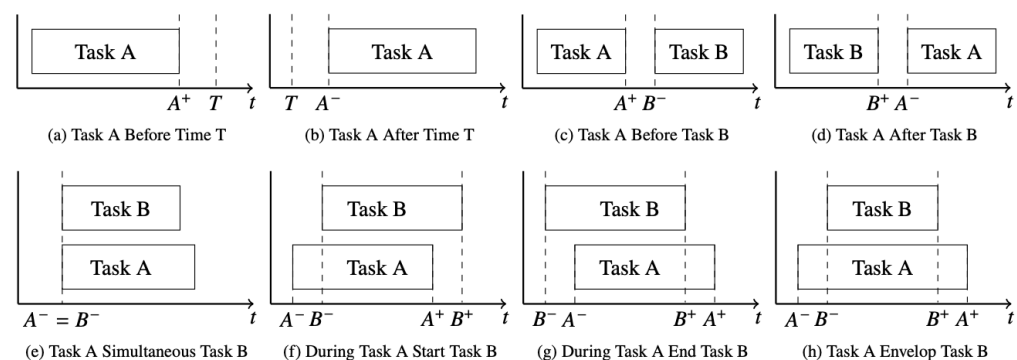 Task A
A⁺ T t
(a) Task A Before Time T
Task A
T A⁻ t
(b) Task A After Time T
Task A Task B
A⁺ B⁻ t
(c) Task A Before Task B
Task B Task A
B⁺ A⁻ t
(d) Task A After Task B
Task B
Task A
A⁻ = B⁻ t
(e) Task A Simultaneous Task B
Task B
Task A
A⁻ B⁻ A⁺ B⁺ t
(f) During Task A Start Task B
Task B
Task A
B⁻ A⁻ B⁺ A⁺ t
(g) During Task A End Task B
Task B
Task A
A⁻ B⁻ B⁺ A⁺ t
(h) Task A Envelop Task B